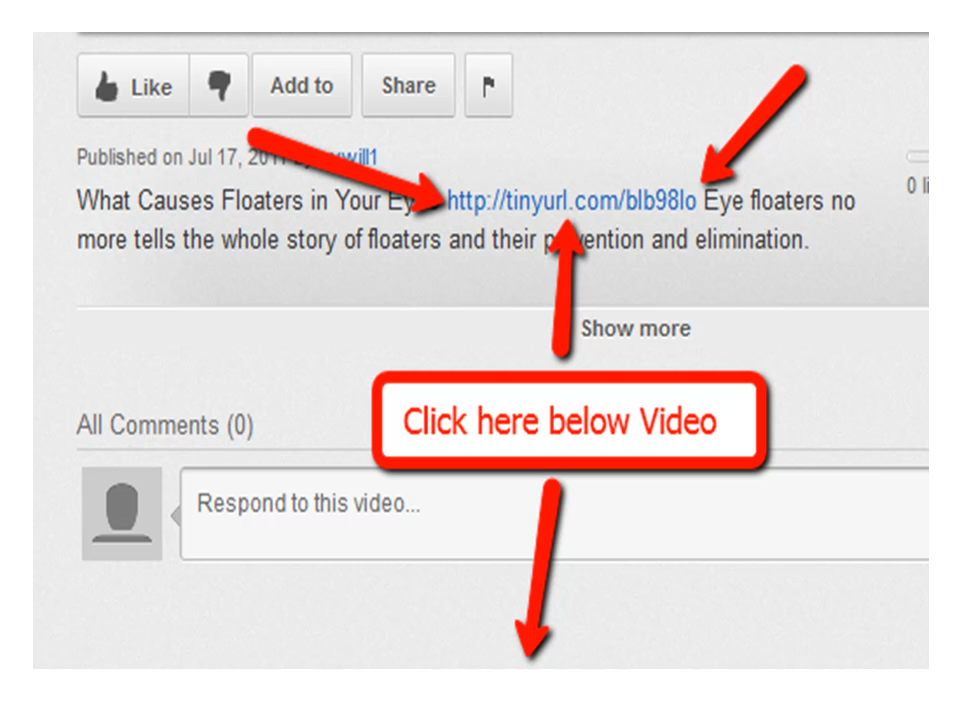 Like Add to Share
Published on Jul 17,
What Causes Floaters in Your http://tinyurl.com/blb98lo Eye floaters no
more tells the whole story of floaters and their and elimination.
0
Show more
All Comments (0)
Click here below Video
Respond to this video...